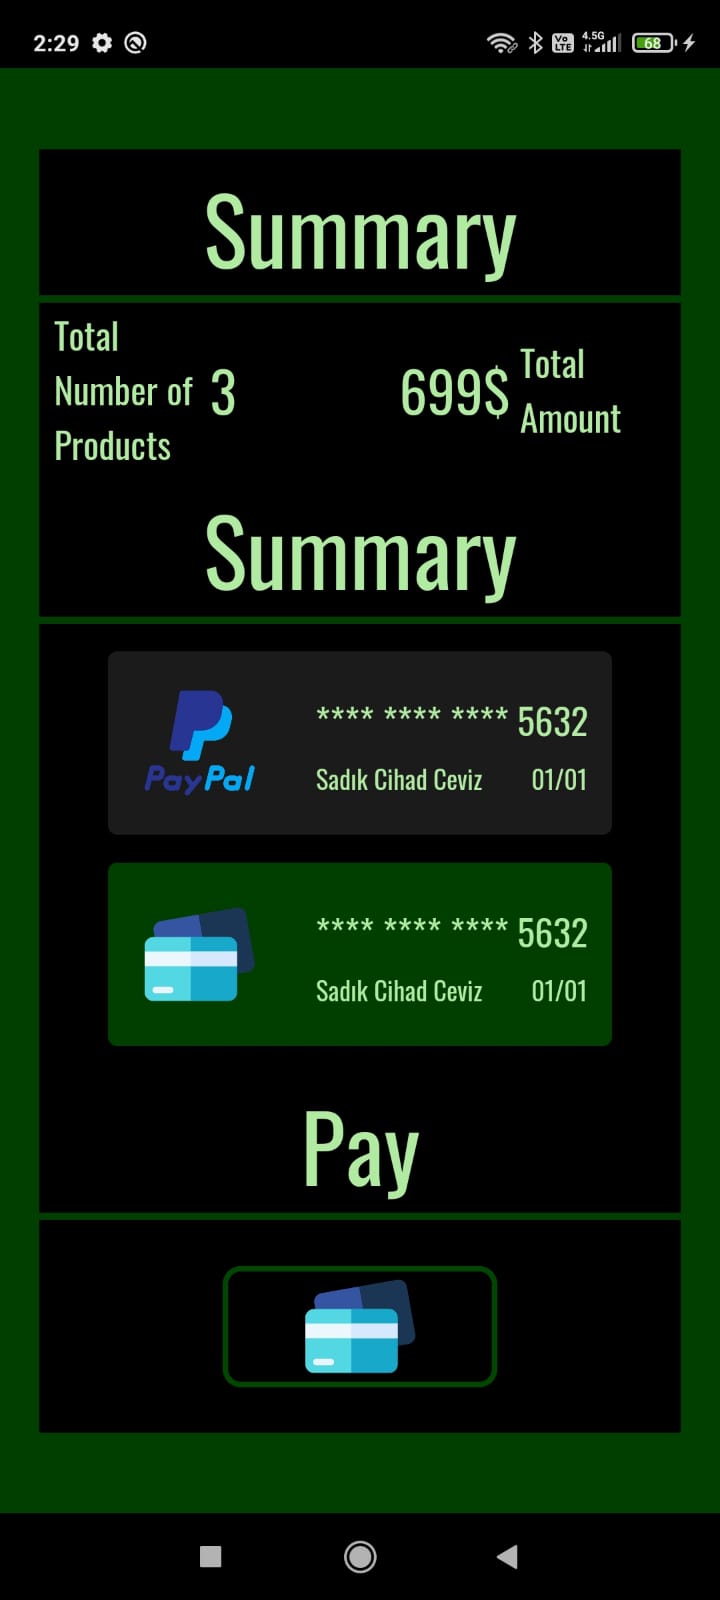 2:29 Vo LTE 4.5G 68
Summary
Total
Number of
Products
3
699$
Total
Amount
Summary
PayPal
**** **** **** 5632
Sadık Cihad Ceviz 01/01
**** **** **** 5632
Sadık Cihad Ceviz 01/01
Pay